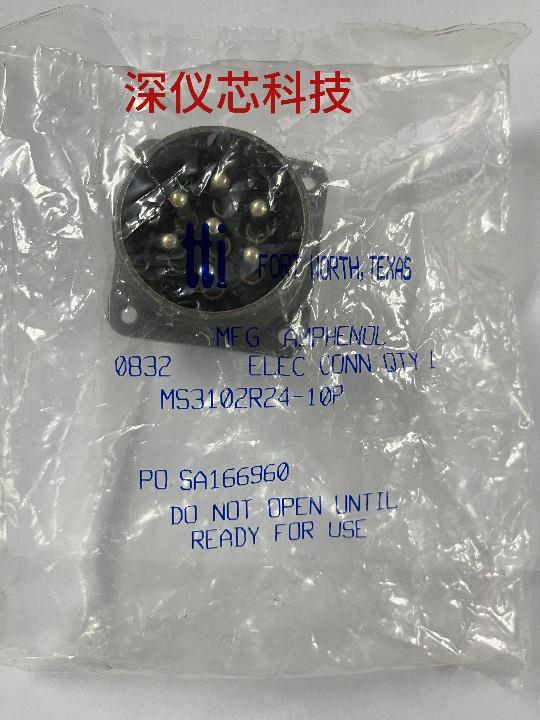 深仪芯科技
tti FORT WORTH, TEXAS
MFG AMPHENOL
0832 ELEC CONN QTY 1
MS3102R24-10P
PO SA166960
DO NOT OPEN UNTIL
READY FOR USE